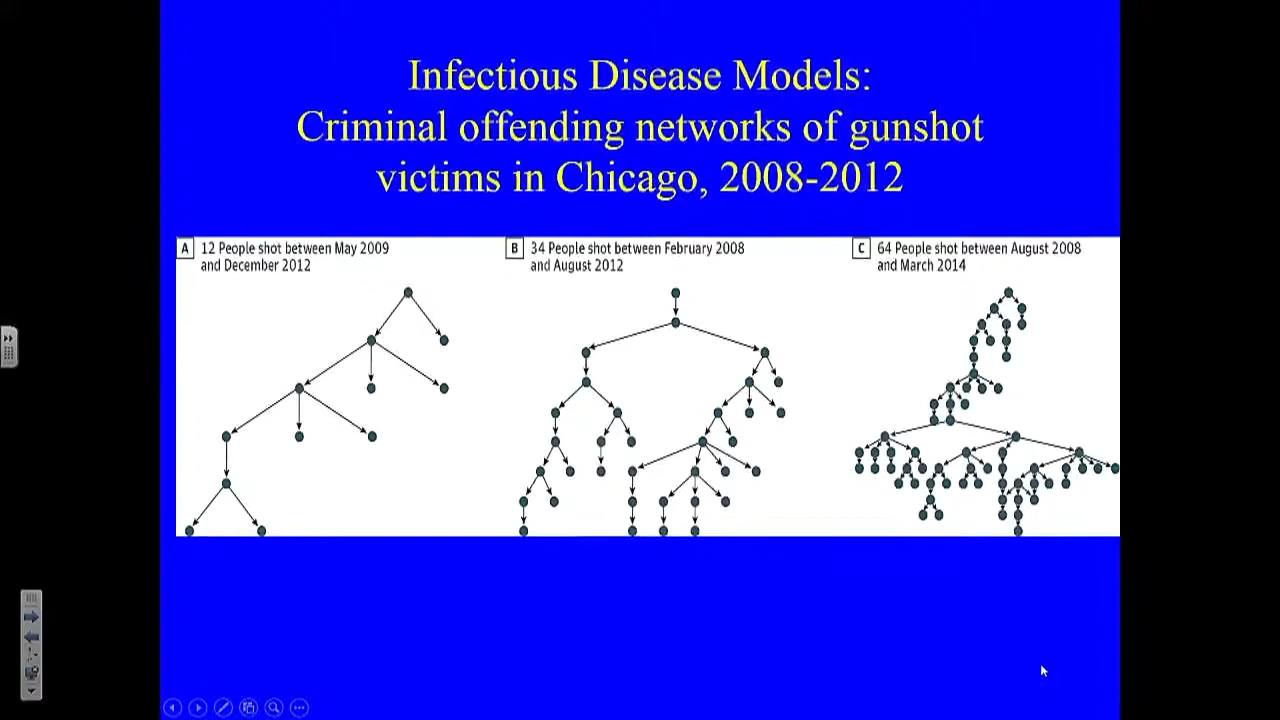 Infectious Disease Models:
Criminal offending networks of gunshot
victims in Chicago, 2008-2012
A 12 People shot between May 2009
and December 2012
B 34 People shot between February 2008
and August 2012
C 64 People shot between August 2008
and March 2014